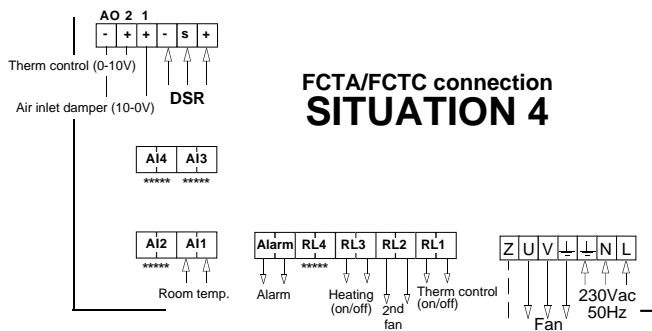 AO 2 1
- + + - s +
Therm control (0-10V)
Air inlet damper (10-0V)
DSR
FCTA/FCTC connection
SITUATION 4
AI4 AI3
***** *****
AI2 AI1
*****
Room temp.
Alarm RL4 RL3 RL2 RL1
*****
Alarm
Heating
(on/off)
2nd
fan
Therm control
(on/off)
Z U V N L
Fan
230Vac
50Hz